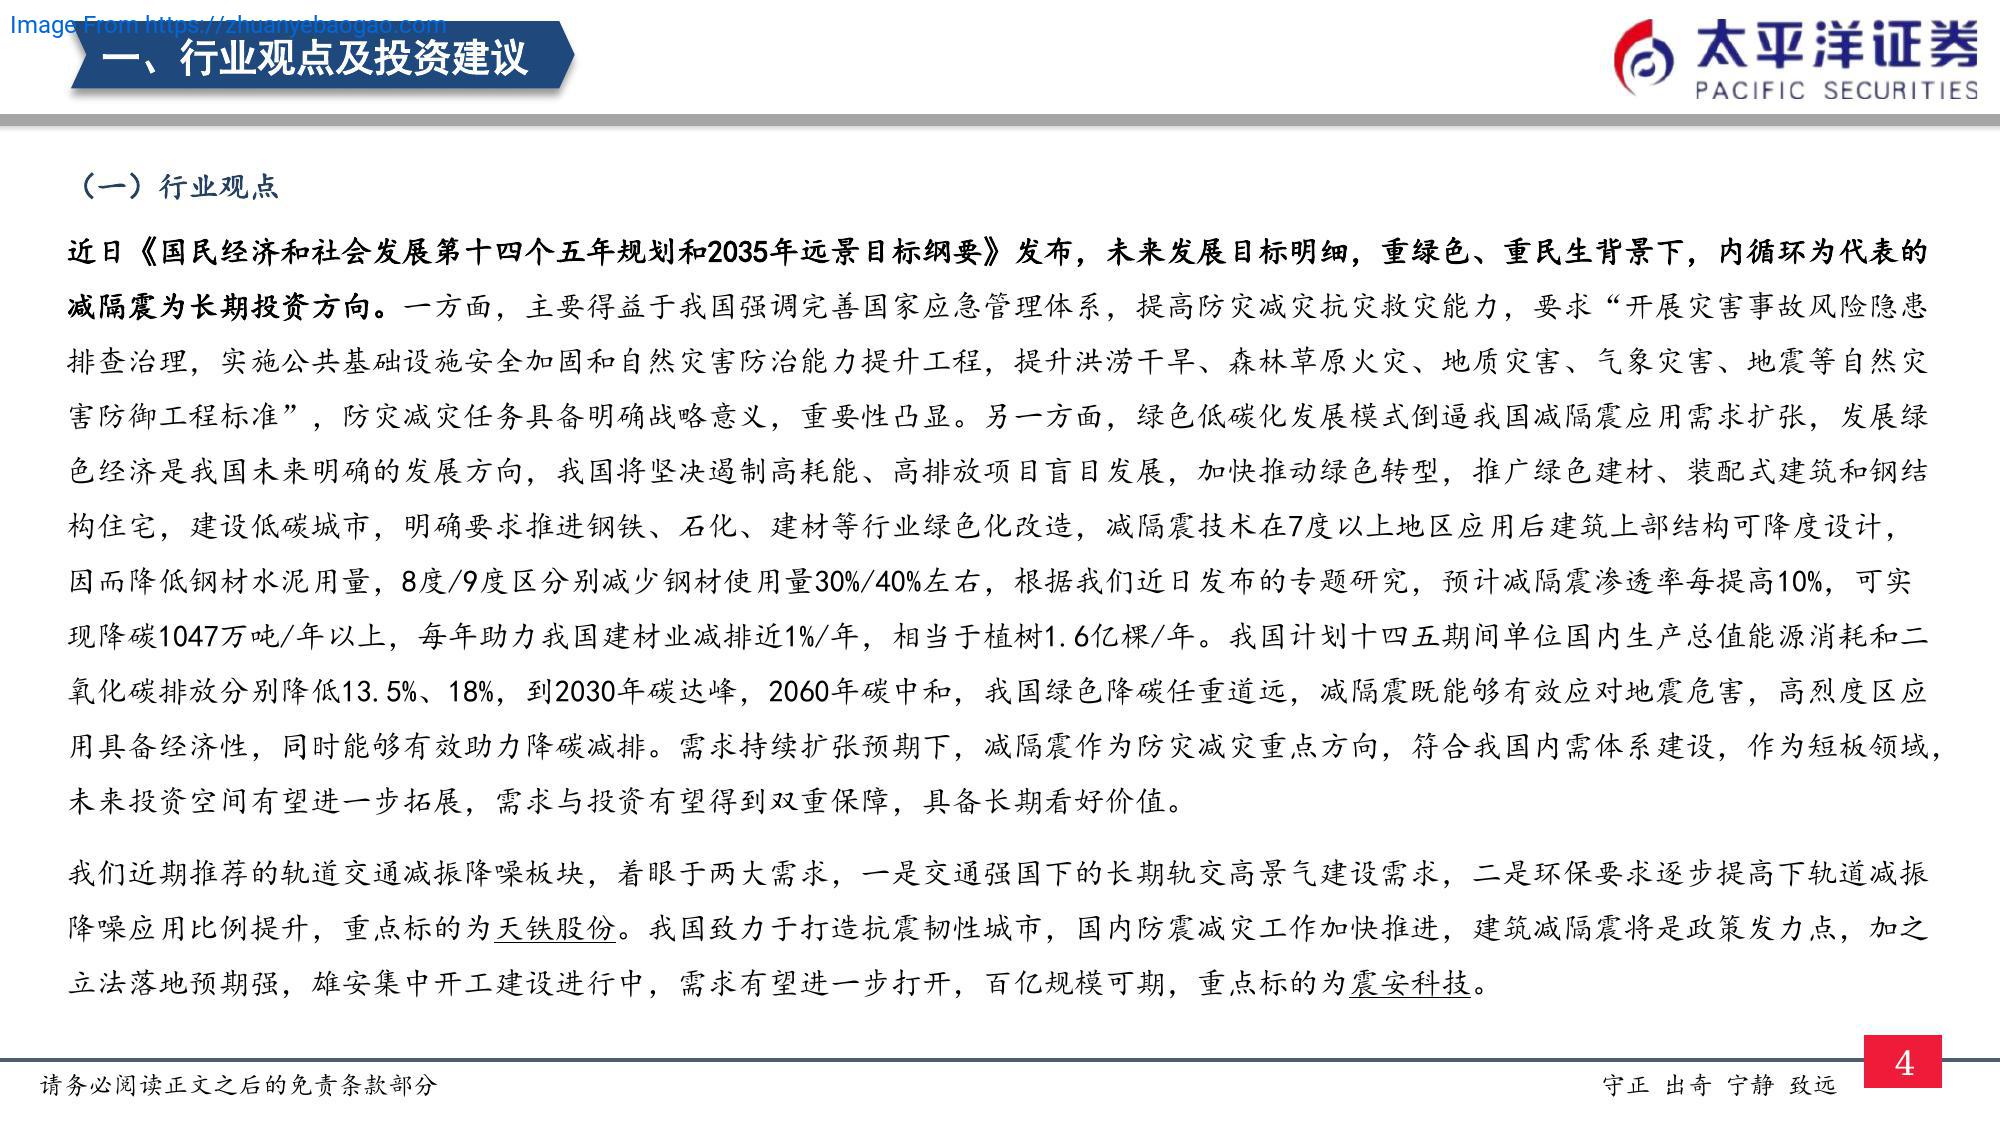 Image From https://zhuanyebaogao.com
一、行业观点及投资建议
太平洋证券
PACIFIC SECURITIES
（一）行业观点
近日《国民经济和社会发展第十四个五年规划和2035年远景目标纲要》发布，未来发展目标明细，重绿色、重民生背景下，内循环为代表的
减隔震为长期投资方向。一方面，主要得益于我国强调完善国家应急管理体系，提高防灾减灾抗灾救灾能力，要求“开展灾害事故风险隐患
排查治理，实施公共基础设施安全加固和自然灾害防治能力提升工程，提升洪涝干旱、森林草原火灾、地质灾害、气象灾害、地震等自然灾
害防御工程标准”，防灾减灾任务具备明确战略意义，重要性凸显。另一方面，绿色低碳化发展模式倒逼我国减隔震应用需求扩张，发展绿
色经济是我国未来明确的发展方向，我国将坚决遏制高耗能、高排放项目盲目发展，加快推动绿色转型，推广绿色建材、装配式建筑和钢结
构住宅，建设低碳城市，明确要求推进钢铁、石化、建材等行业绿色化改造，减隔震技术在7度以上地区应用后建筑上部结构可降度设计，
因而降低钢材水泥用量，8度/9度区分别减少钢材使用量30%/40%左右，根据我们近日发布的专题研究，预计减隔震渗透率每提高10%，可实
现降碳1047万吨/年以上，每年助力我国建材业减排近1%/年，相当于植树1.6亿棵/年。我国计划十四五期间单位国内生产总值能源消耗和二
氧化碳排放分别降低13.5%、18%，到2030年碳达峰，2060年碳中和，我国绿色降碳任重道远，减隔震既能够有效应对地震危害，高烈度区应
用具备经济性，同时能够有效助力降碳减排。需求持续扩张预期下，减隔震作为防灾减灾重点方向，符合我国内需体系建设，作为短板领域，
未来投资空间有望进一步拓展，需求与投资有望得到双重保障，具备长期看好价值。
我们近期推荐的轨道交通减振降噪板块，着眼于两大需求，一是交通强国下的长期轨交高景气建设需求，二是环保要求逐步提高下轨道减振
降噪应用比例提升，重点标的为天铁股份。我国致力于打造抗震韧性城市，国内防震减灾工作加快推进，建筑减隔震将是政策发力点，加之
立法落地预期强，雄安集中开工建设进行中，需求有望进一步打开，百亿规模可期，重点标的为震安科技。
请务必阅读正文之后的免责条款部分
守正 出奇 宁静 致远
4